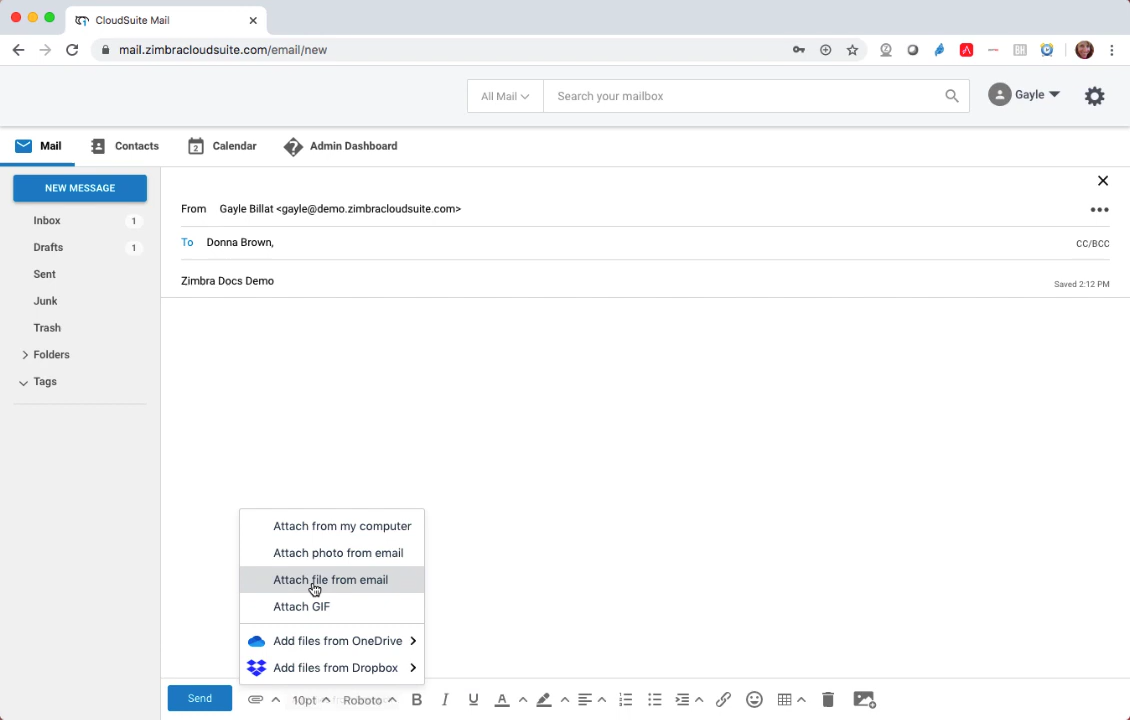 CloudSuite Mail
mail.zimbracloudsuite.com/email/new
All Mail
Search your mailbox
Gayle
Mail
Contacts
2
Calendar
Admin Dashboard
NEW MESSAGE
Inbox 1
Drafts 1
Sent
Junk
Trash
Folders
Tags
From Gayle Billat <gayle@demo.zimbracloudsuite.com>
To Donna Brown,
CC/BCC
Zimbra Docs Demo
Saved 2:12 PM
Attach from my computer
Attach photo from email
Attach file from email
Attach GIF
Add files from OneDrive
Add files from Dropbox
Send
10pt
Roboto
B I U A